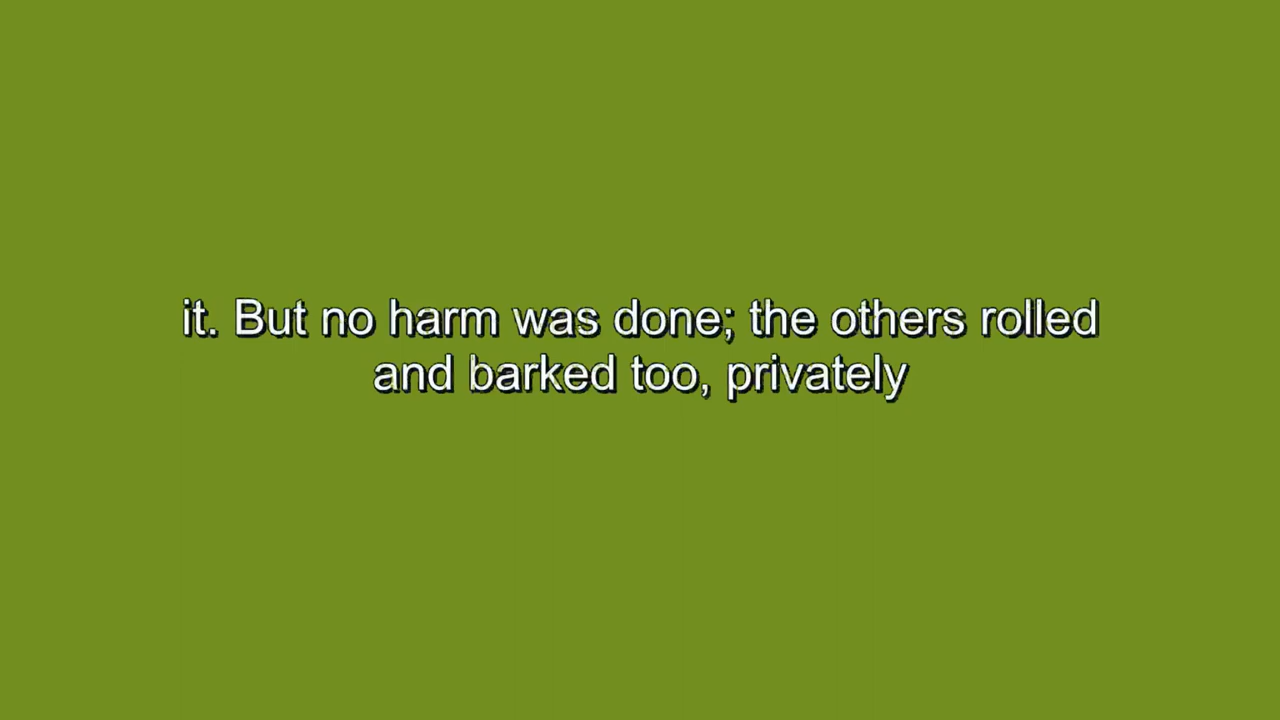 it. But no harm was done; the others rolled
and barked too, privately